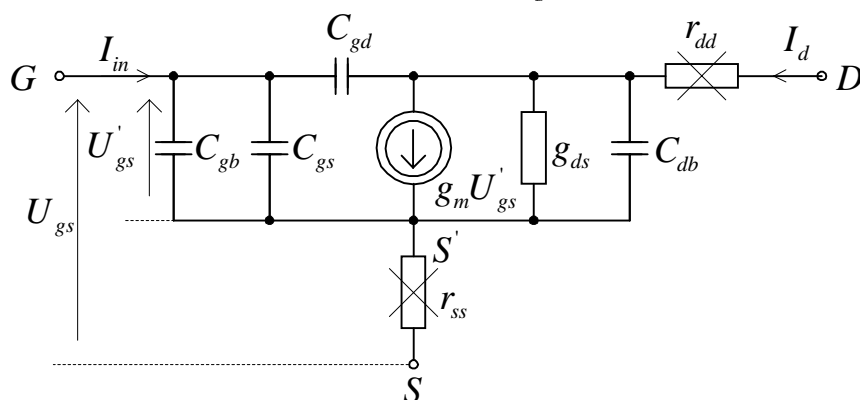 C_gd
r_dd
I_in
I_d
G
D
U'_gs
C_gb
C_gs
g_m U'_gs
g_ds
C_db
U_gs
S'
r_ss
S